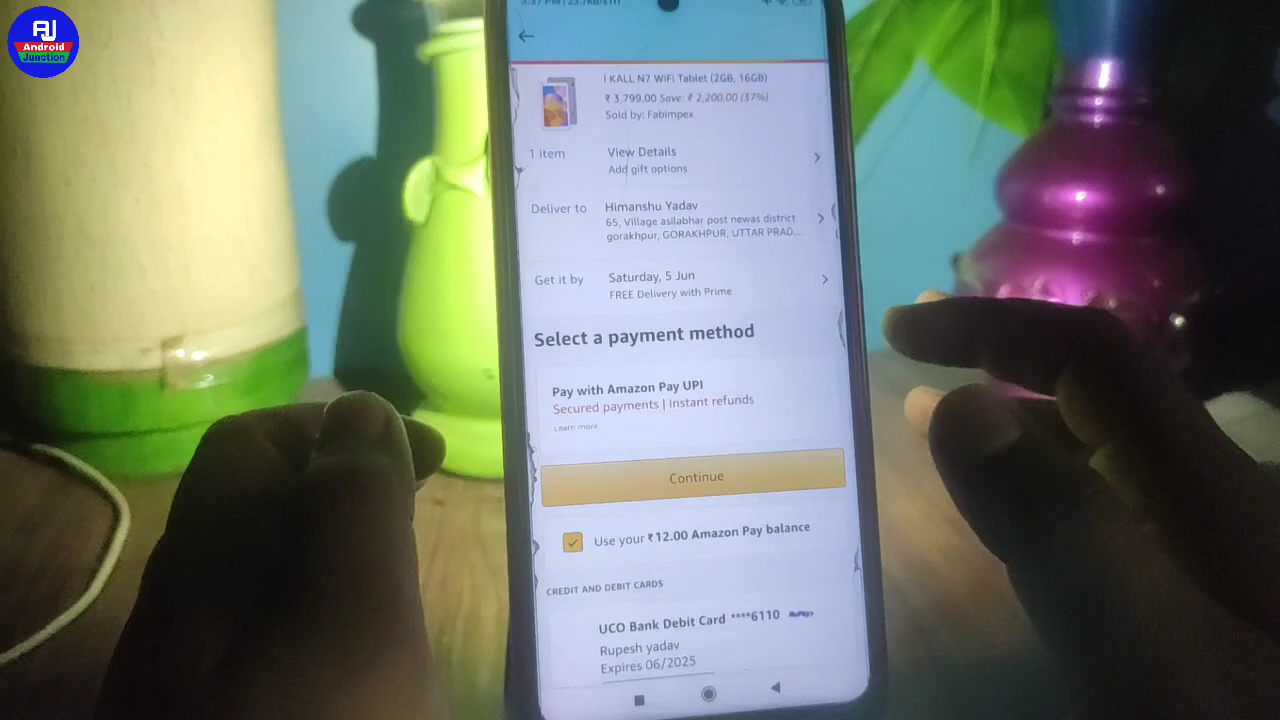 AJ
Android
Junction
I KALL N7 WiFi Tablet (2GB, 16GB)
₹ 3,799.00 Save: ₹ 2,200.00 (37%)
Sold by: Fabimpex
1 item
View Details
Add gift options
Deliver to
Himanshu Yadav
65, Village asilabhar post newas district
gorakhpur, GORAKHPUR, UTTAR PRAD...
Get it by
Saturday, 5 Jun
FREE Delivery with Prime
Select a payment method
Pay with Amazon Pay UPI
Secured payments | Instant refunds
Learn more
Continue
Use your ₹12.00 Amazon Pay balance
CREDIT AND DEBIT CARDS
UCO Bank Debit Card ****6110 RuPay
Rupesh yadav
Expires 06/2025